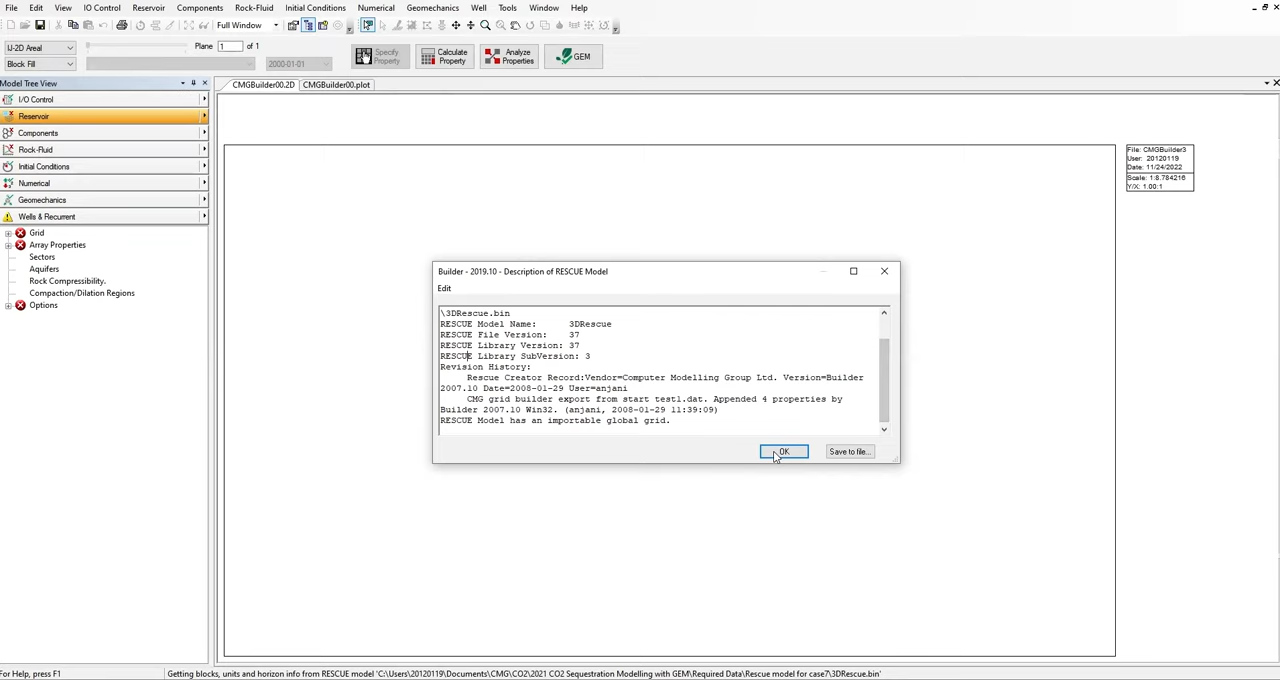 File Edit View IO Control Reservoir Components Rock-Fluid Initial Conditions Numerical Geomechanics Well Tools Window Help
Full Window
IJ-2D Areal Plane 1 of 1
Block Fill 2000-01-01
Specify Property
Calculate Property
Analyze Properties
GEM
Model Tree View
CMGBuilder00.2D CMGBuilder00.plot
I/O Control
Reservoir
Components
Rock-Fluid
Initial Conditions
Numerical
Geomechanics
Wells & Recurrent
Grid
Array Properties
Sectors
Aquifers
Rock Compressibility.
Compaction/Dilation Regions
Options
File: CMGBuilder3
User: 20120119
Date: 11/24/2022
Scale: 1:8.784216
Y/X: 1.00:1
Builder - 2019.10 - Description of RESCUE Model
Edit
\3DRescue.bin
RESCUE Model Name: 3DRescue
RESCUE File Version: 37
RESCUE Library Version: 37
RESCUE Library SubVersion: 3
Revision History:
Rescue Creator Record:Vendor=Computer Modelling Group Ltd. Version=Builder
2007.10 Date=2008-01-29 User=anjani
CMG grid builder export from start test1.dat. Appended 4 properties by
Builder 2007.10 Win32. (anjani, 2008-01-29 11:39:09)
RESCUE Model has an importable global grid.
OK Save to file...
For Help, press F1 Getting blocks, units and horizon info from RESCUE model 'C:\Users\20120119\Documents\CMG\CO2\2021 CO2 Sequestration Modelling with GEM\Required Data\Rescue model for case7\3DRescue.bin'